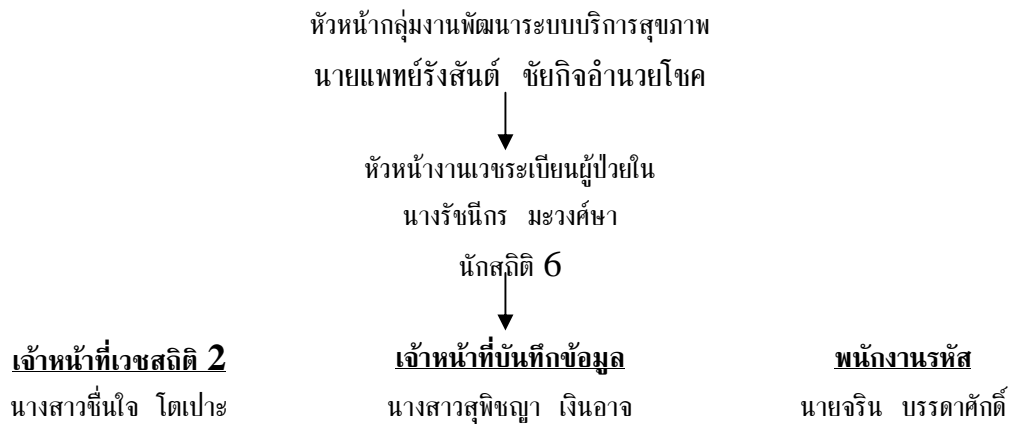 หัวหน้ากลุ่มงานพัฒนาระบบบริการสุขภาพ
นายแพทย์รังสันต์ ชัยกิจอำนวยโชค
หัวหน้างานเวชระเบียนผู้ป่วยใน
นางรัชนีกร มะวงศ์ษา
นักสถิติ 6
เจ้าหน้าที่เวชสถิติ 2 เจ้าหน้าที่บันทึกข้อมูล พนักงานรหัส
นางสาวชื่นใจ โตเปาะ นางสาวสุพิชญา เงินอาจ นายจริน บรรดาศักดิ์